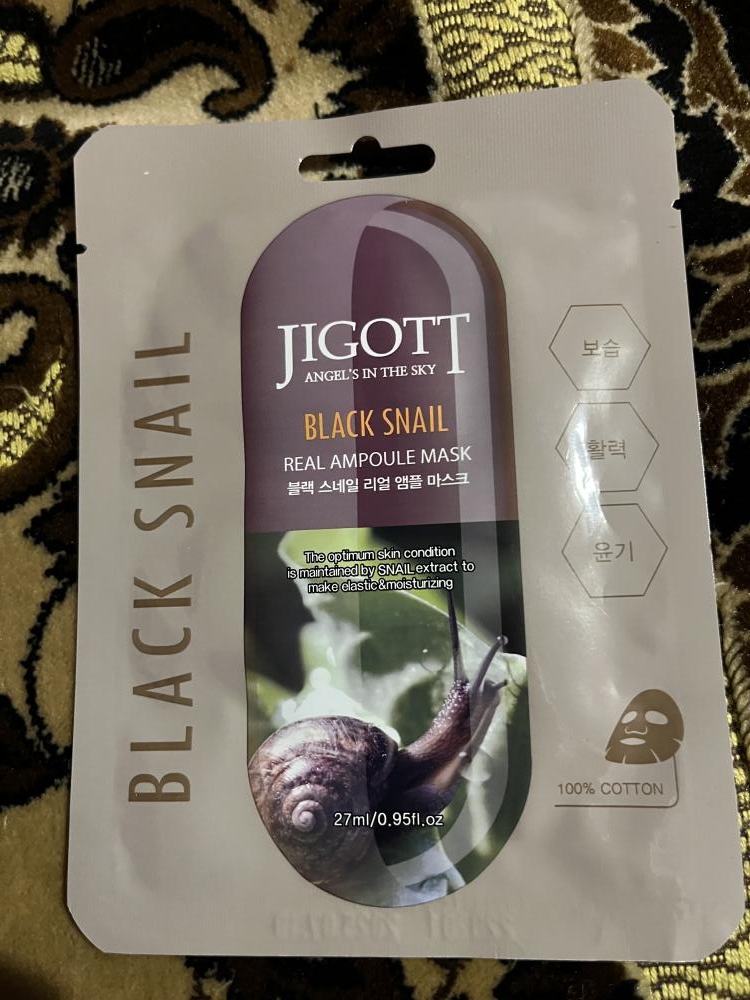 BLACK SNAIL
JIGOTT
ANGEL'S IN THE SKY
BLACK SNAIL
REAL AMPOULE MASK
블랙 스네일 리얼 앰플 마스크
The optimum skin condition
is maintained by SNAIL extract to
make elastic&moisturizing
27ml/0.95fl.oz
보습
활력
윤기
100% COTTON